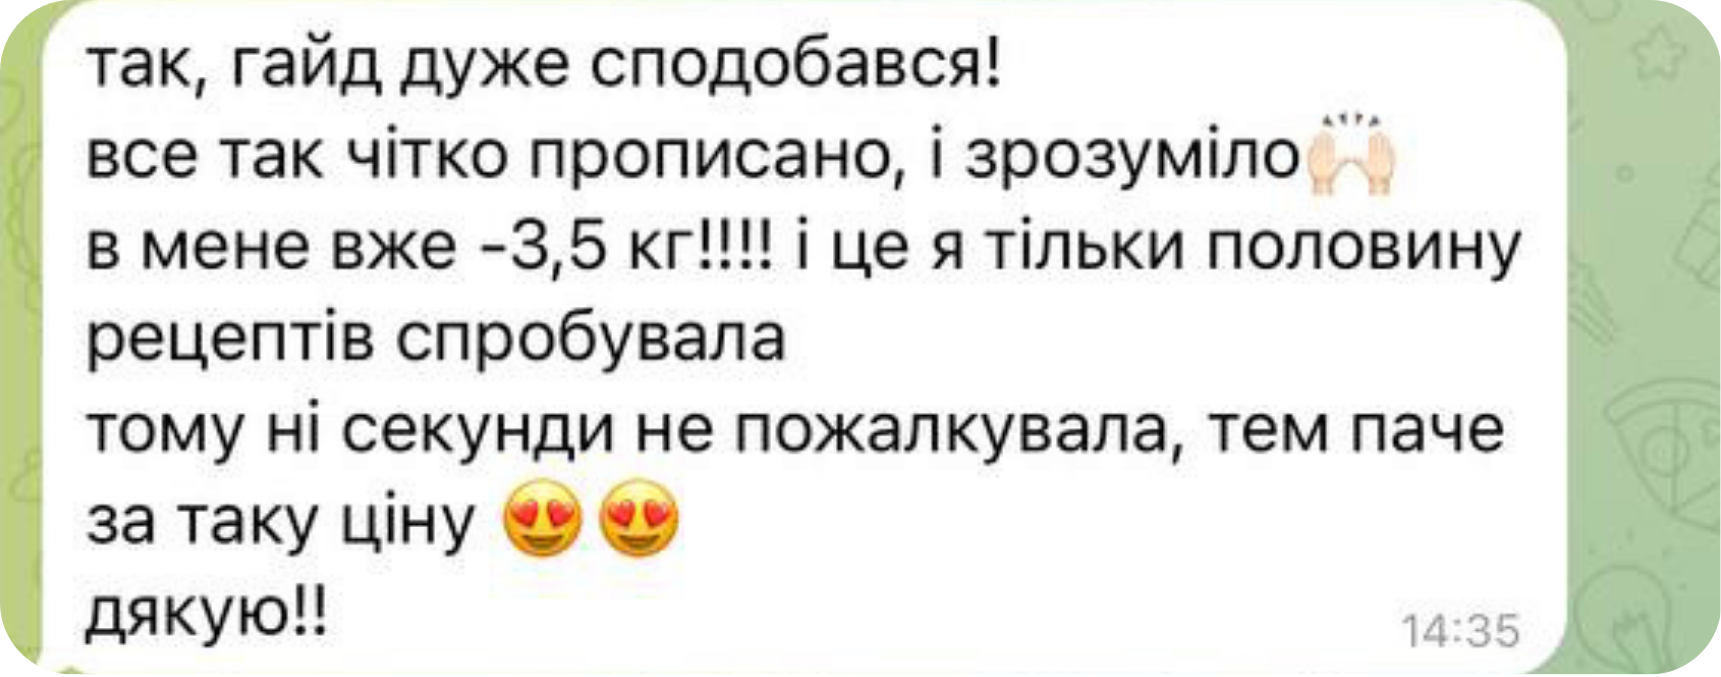 так, гайд дуже сподобався!
все так чітко прописано, і зрозуміло🙌🏻
в мене вже -3,5 кг!!!! і це я тільки половину
рецептів спробувала
тому ні секунди не пожалкувала, тем паче
за таку ціну 😍😍
дякую!!
14:35